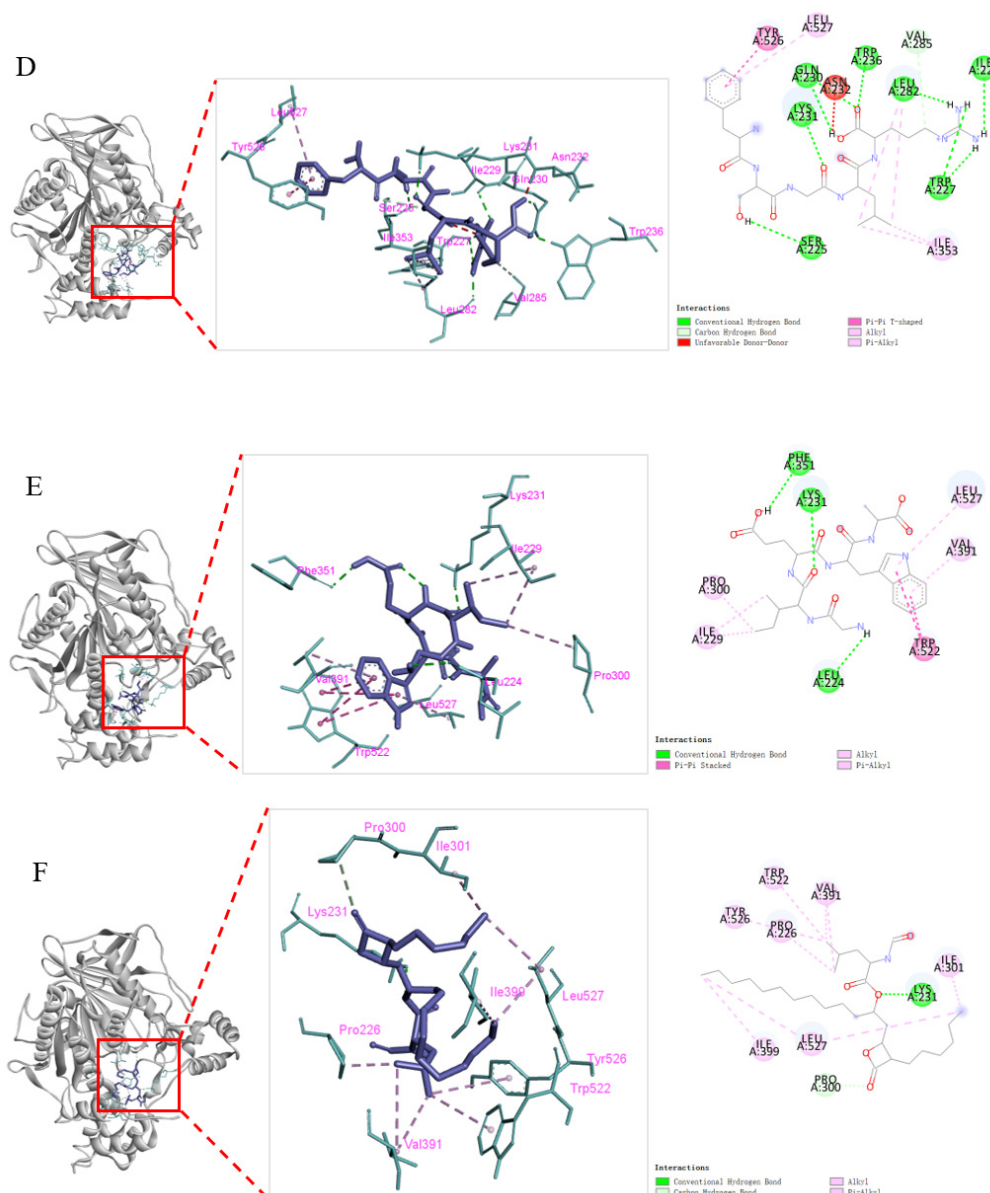 D
Leu527
Tyr526
Lys231
Asn232
Ile229
Gln230
Ser225
Ile353
Trp227
Trp236
Leu282
Val285
LEU
A:527
TYR
A:526
TRP
A:236
VAL
A:285
GLN
A:230
ASN
A:232
LEU
A:282
LYS
A:231
H
H
H
N
H
N
H
O
O
O
TRP
A:227
H
SER
A:225
ILE
A:353
Interactions
Conventional Hydrogen Bond
Carbon Hydrogen Bond
Unfavorable Donor-Donor
Pi-Pi T-shaped
Alkyl
Pi-Alkyl
E
Lys231
Ile229
Phe351
Val391
Leu224
Leu527
Pro300
Trp522
PHE
A:351
LYS
A:231
LEU
A:527
VAL
A:391
PRO
A:300
ILE
A:229
TRP
A:522
LEU
A:224
H
Interactions
Conventional Hydrogen Bond
Pi-Pi Stacked
Alkyl
Pi-Alkyl
F
Pro300
Ile301
Lys231
Ile399
Leu527
Pro226
Tyr526
Trp522
Val391
TRP
A:522
VAL
A:391
TYR
A:526
PRO
A:226
ILE
A:301
LYS
A:231
ILE
A:399
LEU
A:527
PRO
A:300
Interactions
Conventional Hydrogen Bond
Carbon Hydrogen Bond
Alkyl
Pi-Alkyl